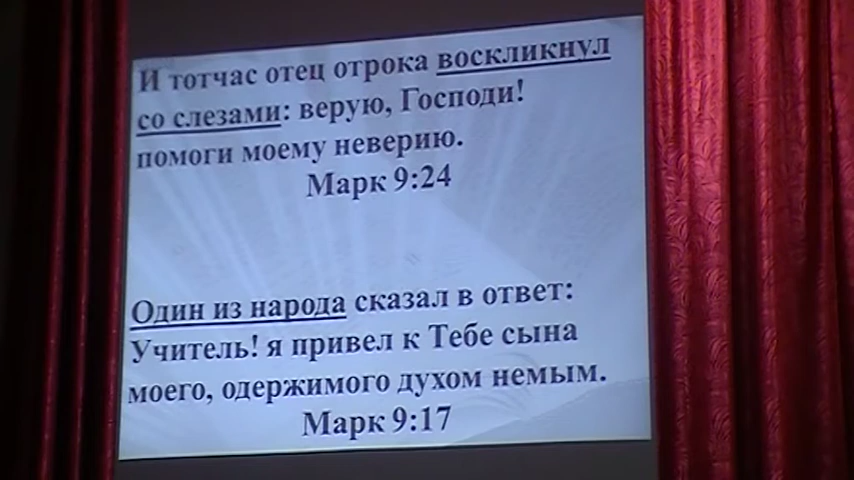 И тотчас отец отрока воскликнул
со слезами: верую, Господи!
помоги моему неверию.
Марк 9:24
Один из народа сказал в ответ:
Учитель! я привел к Тебе сына
моего, одержимого духом немым.
Марк 9:17